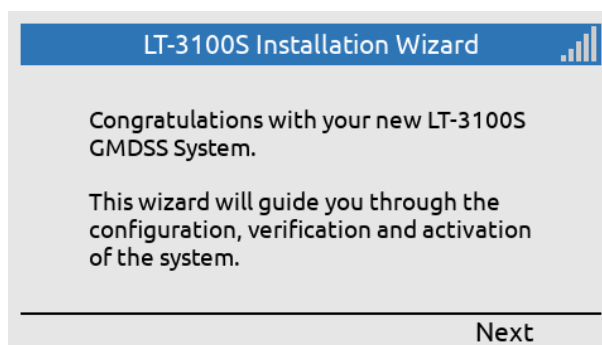 LT-3100S Installation Wizard
Congratulations with your new LT-3100S
GMDSS System.
This wizard will guide you through the
configuration, verification and activation
of the system.
Next